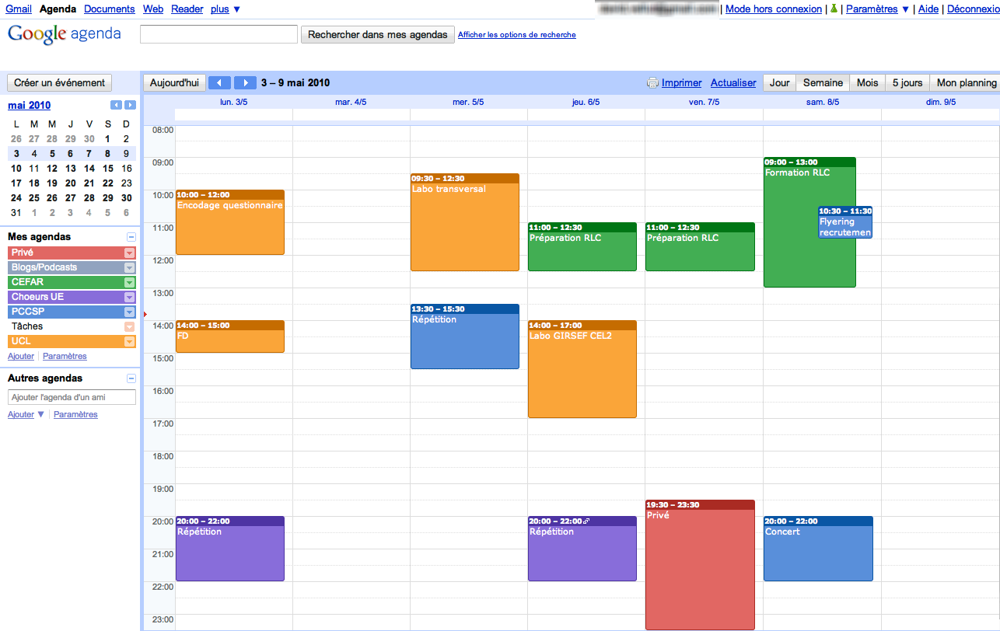 Gmail Agenda Documents Web Reader plus ▼
| Mode hors connexion | | Paramètres ▼ | Aide | Déconnexio
Google agenda
Rechercher dans mes agendas
Afficher les options de recherche
Créer un événement
Aujourd'hui
3 – 9 mai 2010
Imprimer Actualiser
Jour Semaine Mois 5 jours Mon planning
mai 2010
L M M J V S D
26 27 28 29 30 1 2
3 4 5 6 7 8 9
10 11 12 13 14 15 16
17 18 19 20 21 22 23
24 25 26 27 28 29 30
31 1 2 3 4 5 6
Mes agendas
Privé
Blogs/Podcasts
CEFAR
Choeurs UE
PCCSP
Tâches
UCL
Ajouter | Paramètres
Autres agendas
Ajouter l'agenda d'un ami
Ajouter ▼ | Paramètres
lun. 3/5 mar. 4/5 mer. 5/5 jeu. 6/5 ven. 7/5 sam. 8/5 dim. 9/5
08:00
09:00
10:00
11:00
12:00
13:00
14:00
15:00
16:00
17:00
18:00
19:00
20:00
21:00
22:00
23:00
10:00 – 12:00
Encodage questionnaire
14:00 – 15:00
FD
20:00 – 22:00
Répétition
09:30 – 12:30
Labo transversal
13:30 – 15:30
Répétition
11:00 – 12:30
Préparation RLC
14:00 – 17:00
Labo GIRSEF CEL2
20:00 – 22:00
Répétition
11:00 – 12:30
Préparation RLC
19:30 – 23:30
Privé
09:00 – 13:00
Formation RLC
10:30 – 11:30
Flyering
recrutemen
20:00 – 22:00
Concert